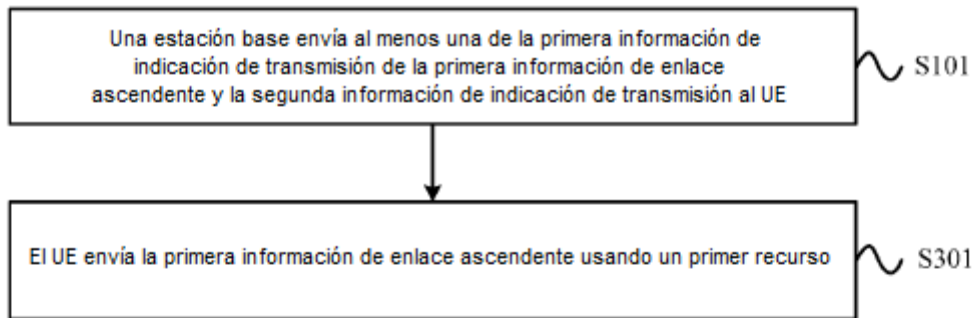 Una estación base envía al menos una de la primera información de
indicación de transmisión de la primera información de enlace
ascendente y la segunda información de indicación de transmisión al UE
S101
El UE envía la primera información de enlace ascendente usando un primer recurso
S301